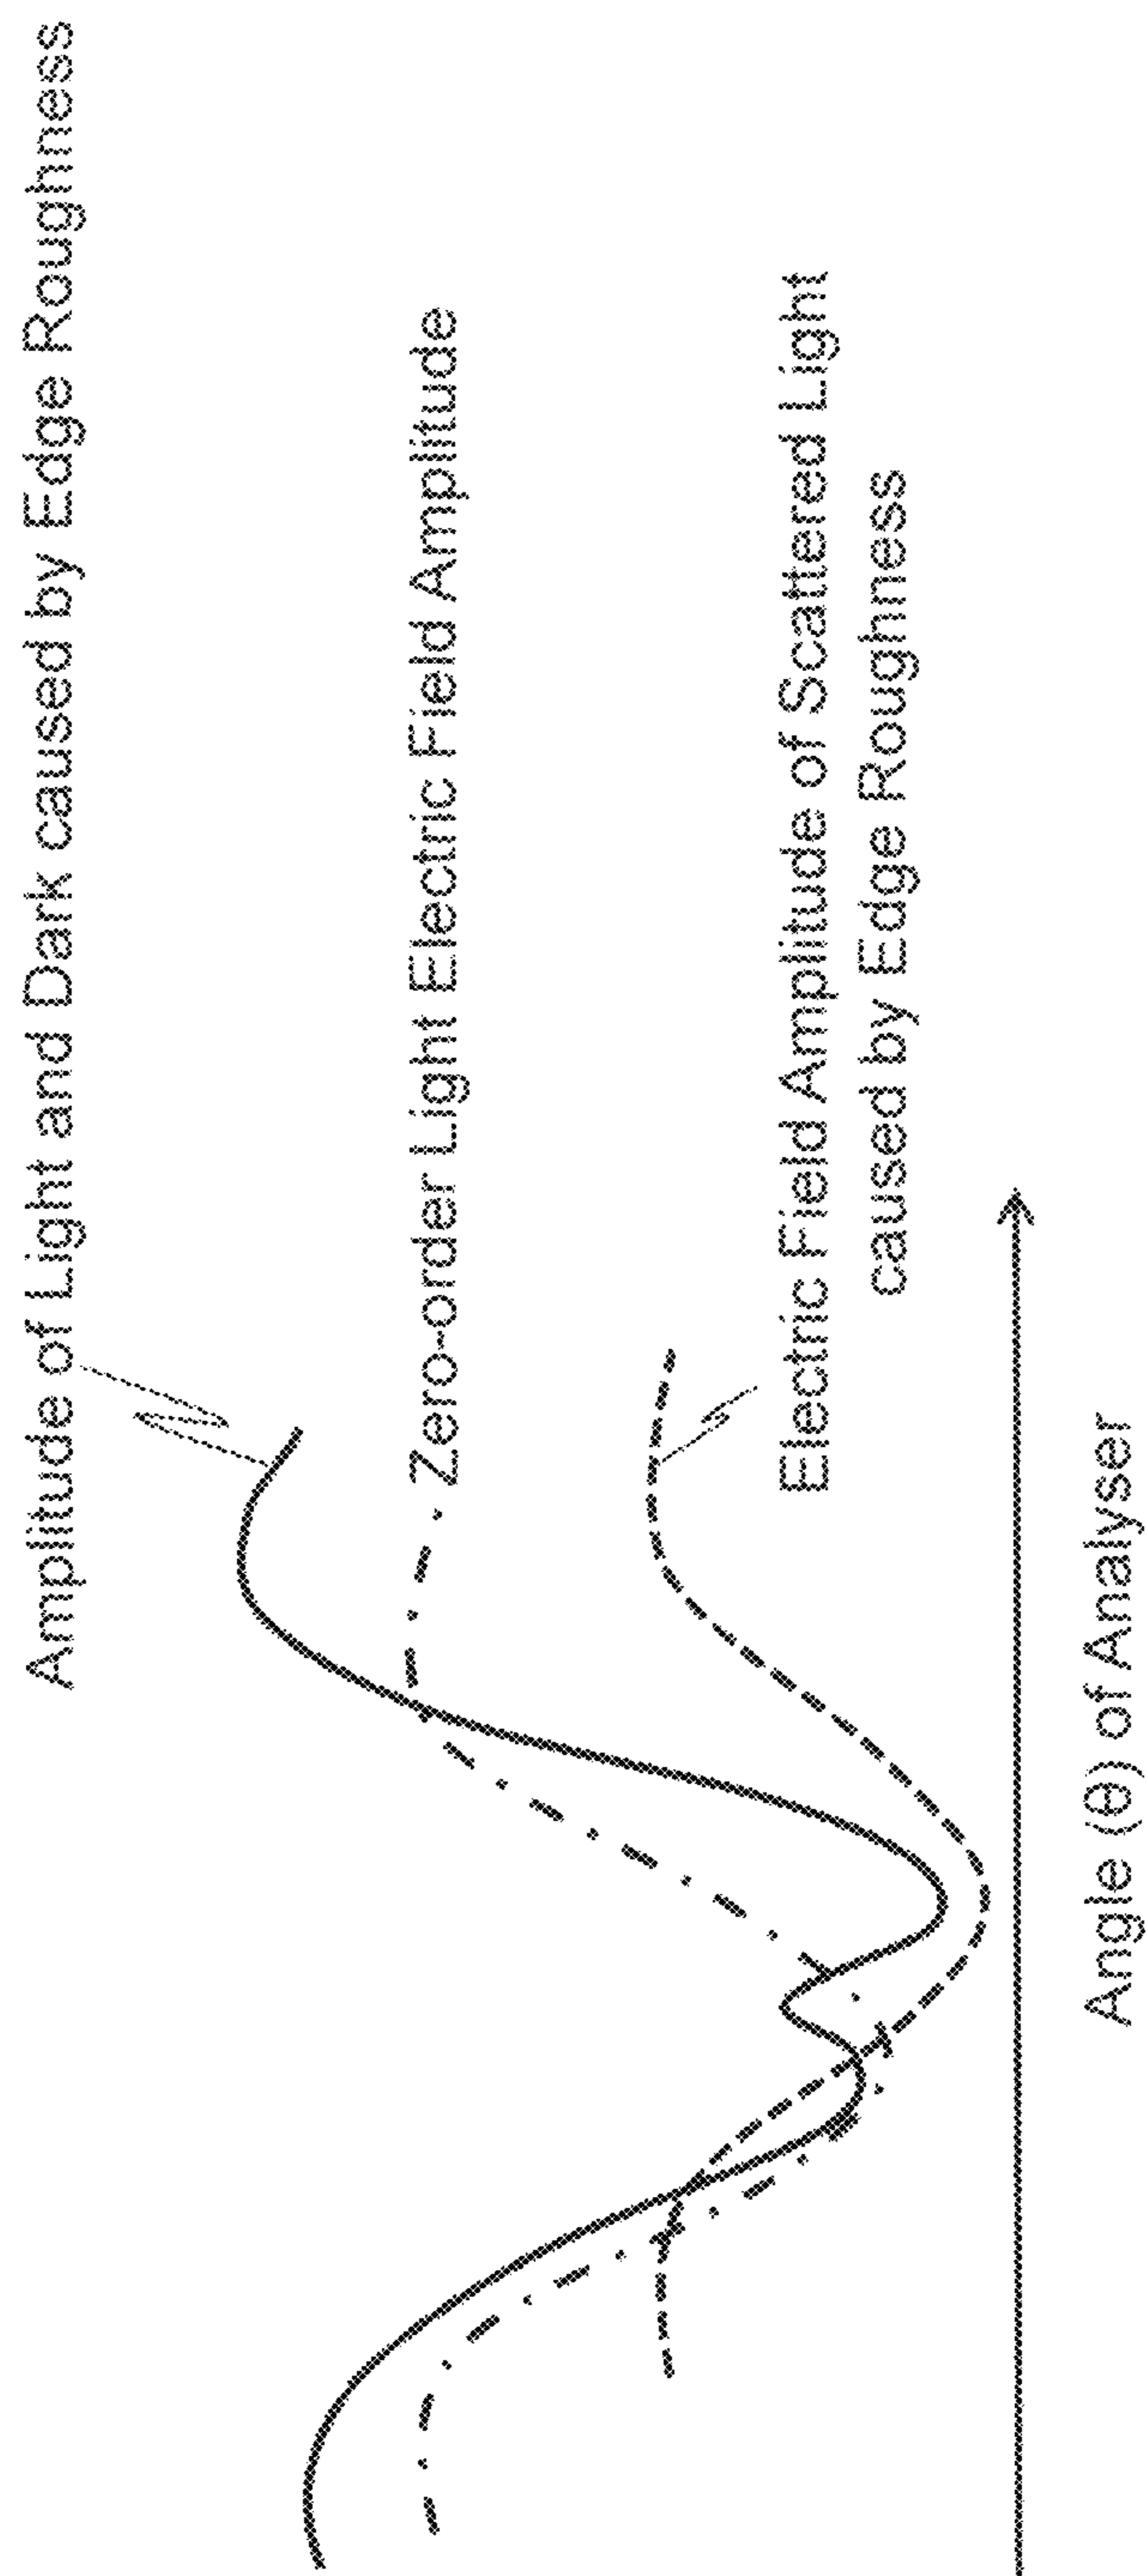 Amplitude of Light and Dark caused by Edge Roughness
Zero-order Light Electric Field Amplitude
Electric Field Amplitude of Scattered Light
caused by Edge Roughness
Angle (θ) of Analyser